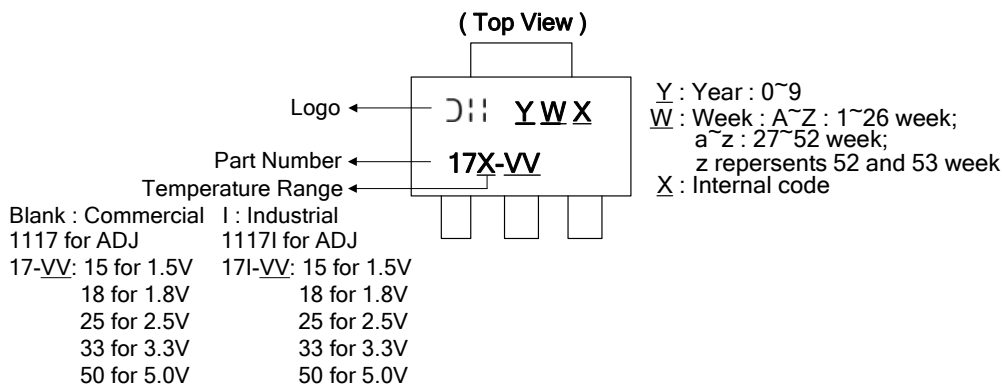 ( Top View )
Logo
Y W X
Part Number
17X-VV
Temperature Range
Y : Year : 0~9
W : Week : A~Z : 1~26 week;
a~z : 27~52 week;
z repersents 52 and 53 week
X : Internal code
Blank : Commercial I : Industrial
1117 for ADJ 1117I for ADJ
17-VV: 15 for 1.5V 17I-VV: 15 for 1.5V
18 for 1.8V 18 for 1.8V
25 for 2.5V 25 for 2.5V
33 for 3.3V 33 for 3.3V
50 for 5.0V 50 for 5.0V